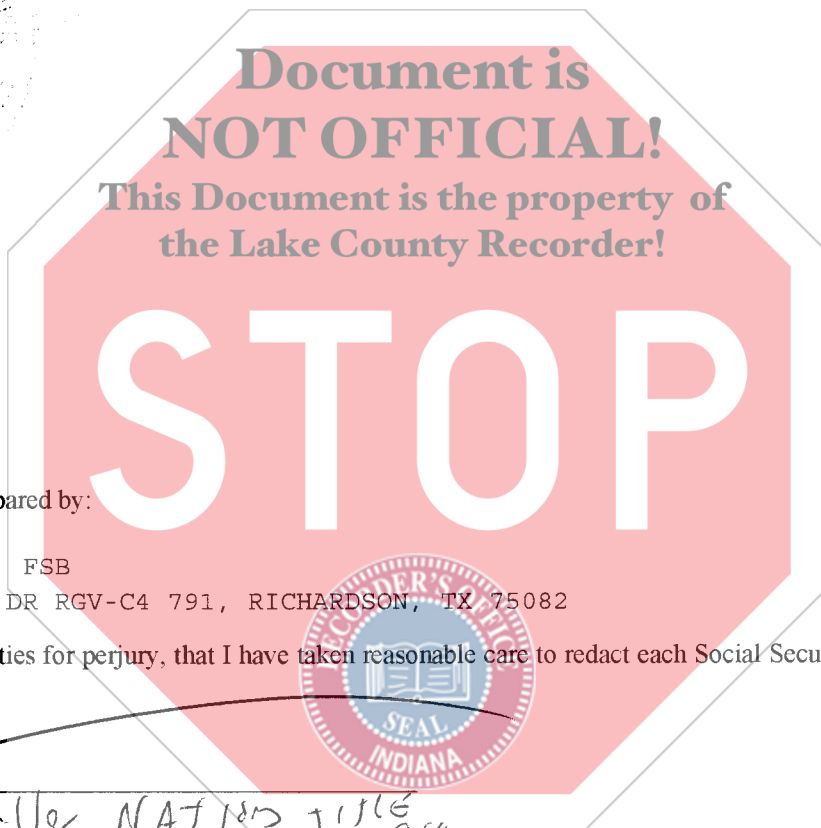 Document is
NOT OFFICIAL!
This Document is the property of
the Lake County Recorder!
STOP
pared by:
FSB
DR RGV-C4 791, RICHARDSON, TX 75082
ties for perjury, that I have taken reasonable care to redact each Social Secu
RECORDER'S OFFICE
SEAL
INDIANA
NATION TITLE